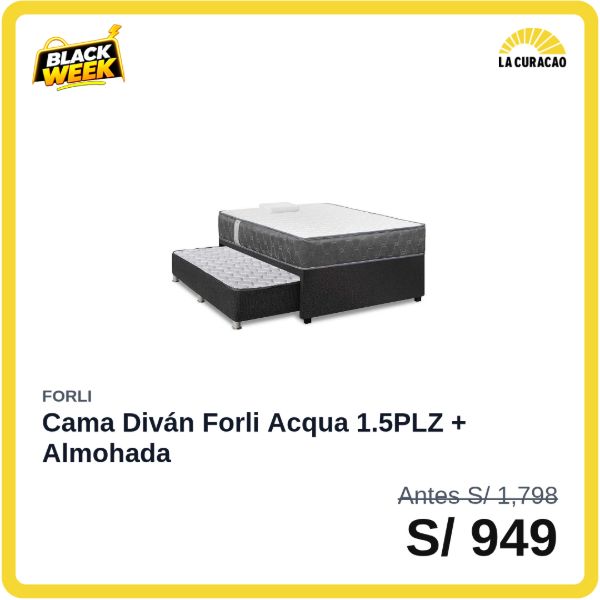 BLACK
WEEK
LA CURACAO
FORLI
Cama Diván Forli Acqua 1.5PLZ +
Almohada
Antes S/ 1,798
S/ 949